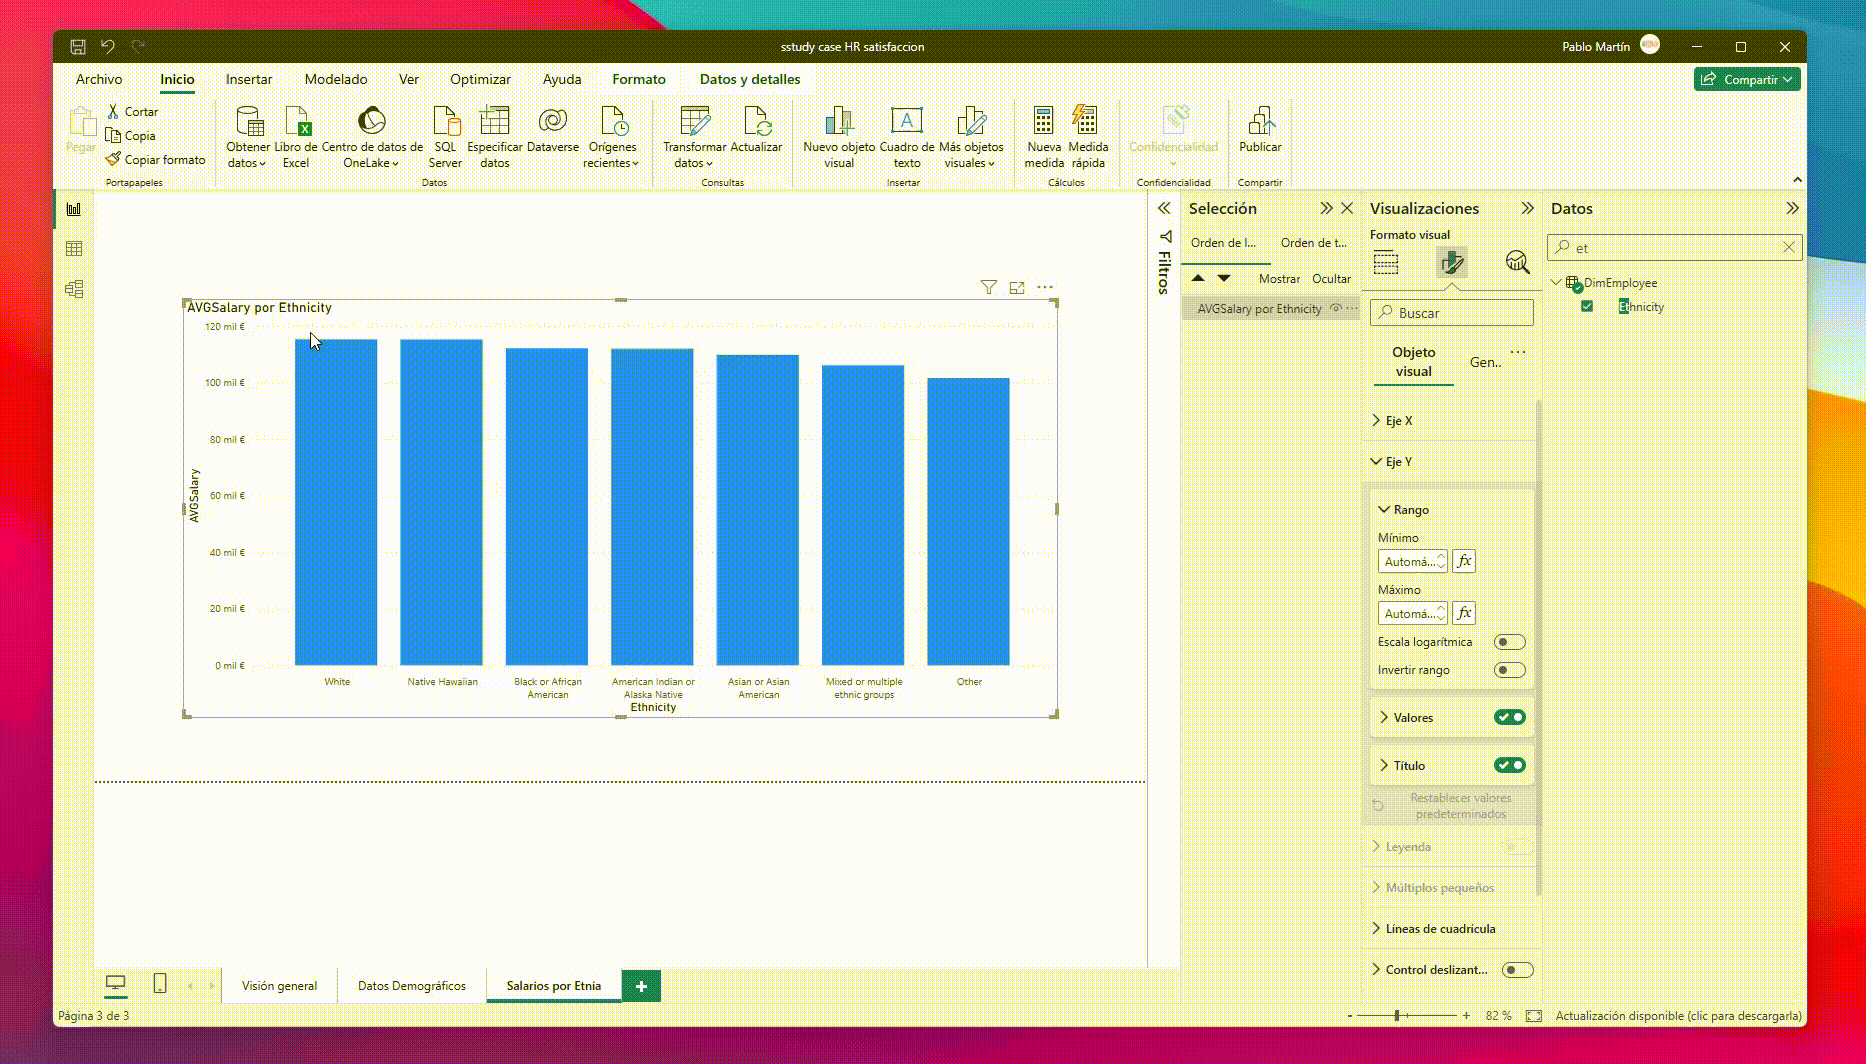 sstudy case HR satisfaccion
Pablo Martín
Archivo Inicio Insertar Modelado Ver Optimizar Ayuda Formato Datos y detalles
Compartir
Pegar
Cortar
Copia
Copiar formato
Portapapeles
Obtener datos
Libro de Excel
Centro de datos de OneLake
SQL Server
Especificar datos
Dataverse
Orígenes recientes
Datos
Transformar datos
Actualizar
Consultas
Nuevo objeto visual
Cuadro de texto
Más objetos visuales
Insertar
Nueva medida
Medida rápida
Cálculos
Confidencialidad
Confidencialidad
Publicar
Compartir
AVGSalary por Ethnicity
120 mil €
100 mil €
80 mil €
60 mil €
40 mil €
20 mil €
0 mil €
AVGSalary
White
Native Hawaiian
Black or African American
American Indian or Alaska Native
Asian or Asian American
Mixed or multiple ethnic groups
Other
Ethnicity
Filtros
Selección
Orden de l...
Orden de t...
Mostrar
Ocultar
AVGSalary por Ethnicity
Visualizaciones
Formato visual
Buscar
Objeto visual
Gen..
Eje X
Eje Y
Rango
Mínimo
Automá...
fx
Máximo
Automá...
fx
Escala logarítmica
Invertir rango
Valores
Título
Restablecer valores predeterminados
Leyenda
Múltiplos pequeños
Líneas de cuadrícula
Control deslizant...
Datos
et
DimEmployee
Ethnicity
Visión general
Datos Demográficos
Salarios por Etnia
+
Página 3 de 3
- + 82 %
Actualización disponible (clic para descargarla)